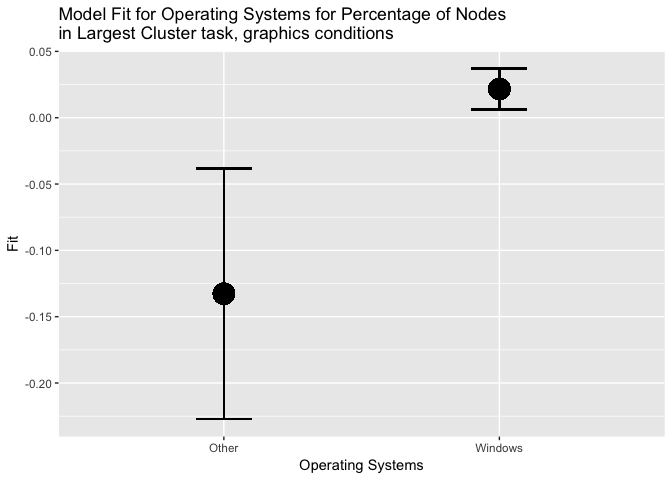 Model Fit for Operating Systems for Percentage of Nodes
in Largest Cluster task, graphics conditions
0.05
0.00
-0.05
-0.10
-0.15
-0.20
Fit
Other Windows
Operating Systems